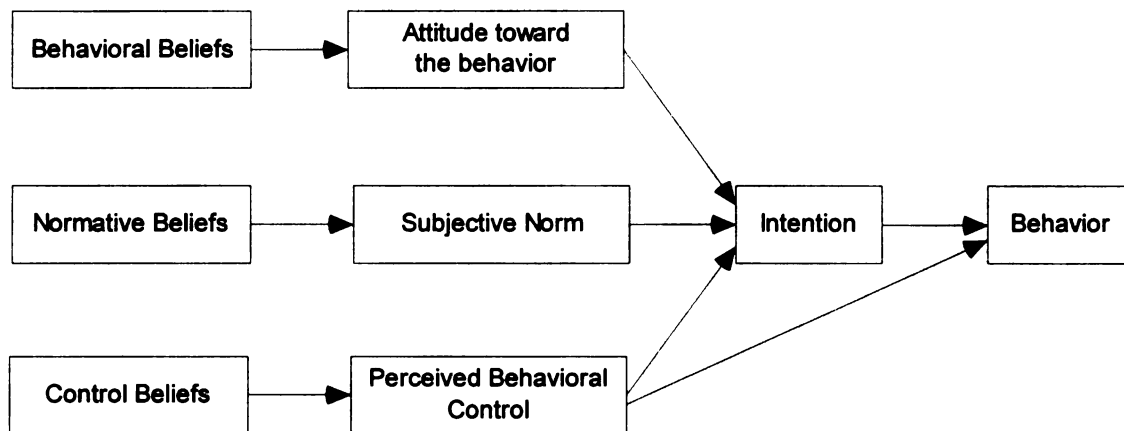 Behavioral Beliefs
Attitude toward
the behavior
Normative Beliefs
Subjective Norm
Intention
Behavior
Control Beliefs
Perceived Behavioral
Control